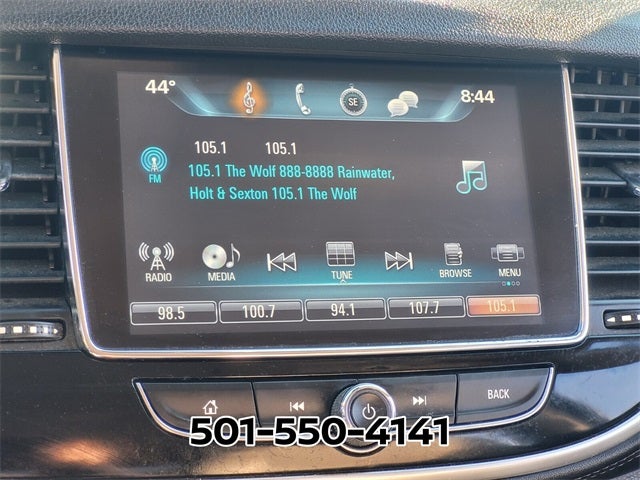 44° SE 8:44
105.1 105.1
FM
105.1 The Wolf 888-8888 Rainwater,
Holt & Sexton 105.1 The Wolf
RADIO MEDIA TUNE BROWSE MENU
98.5 100.7 94.1 107.7 105.1
BACK
501-550-4141